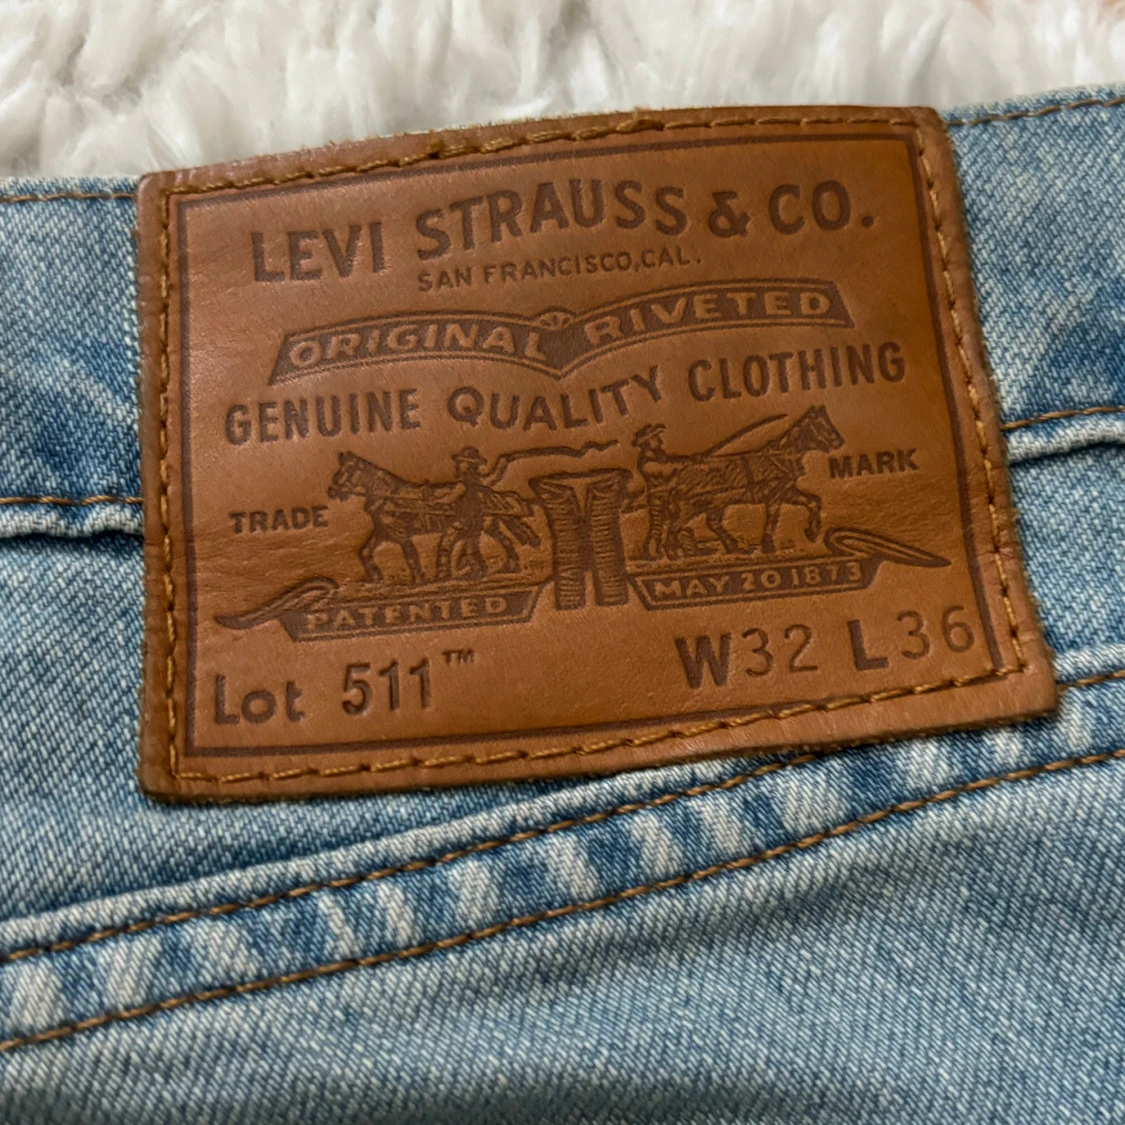 LEVI STRAUSS & CO.
SAN FRANCISCO, CAL.
ORIGINAL RIVETED
GENUINE QUALITY CLOTHING
TRADE MARK
PATENTED MAY 20 1873
Lot 511™ W32 L36